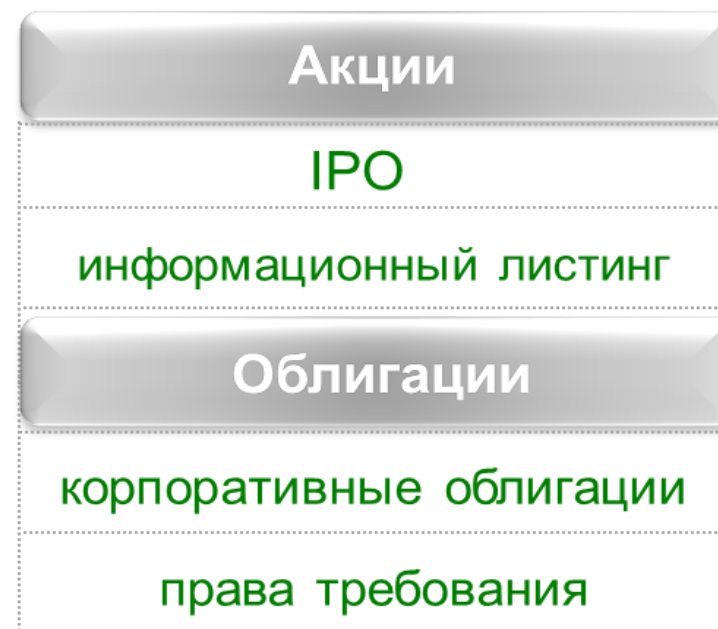 Акции
IPO
информационный листинг
Облигации
корпоративные облигации
права требования